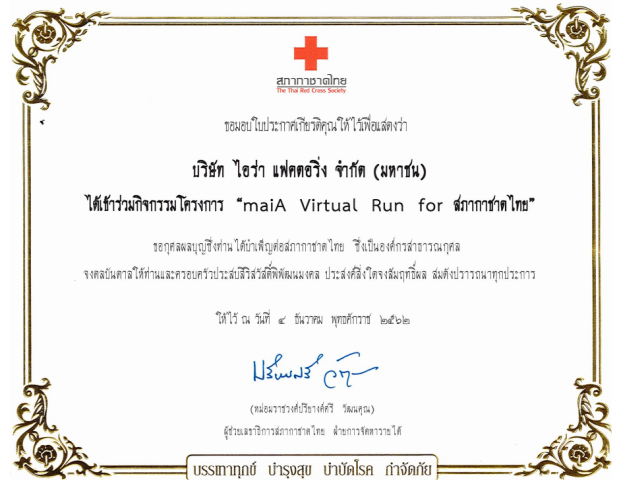 สภากาชาดไทย
The Thai Red Cross Society
ขอมอบใบประกาศเกียรติคุณให้ไว้เพื่อแสดงว่า
บริษัท ไอร่า แฟคตอริ่ง จำกัด (มหาชน)
ได้เข้าร่วมกิจกรรมโครงการ “maiA Virtual Run for สภากาชาดไทย”
ขอกุศลผลบุญซึ่งท่านได้บำเพ็ญต่อสภากาชาดไทย ซึ่งเป็นองค์กรสาธารณกุศล
จงดลบันดาลให้ท่านและครอบครัวประสบสิริสวัสดิ์พิพัฒนมงคล ประสงค์สิ่งใดจงสัมฤทธิ์ผล สมดังปรารถนาทุกประการ
ให้ไว้ ณ วันที่ ๔ ธันวาคม พุทธศักราช ๒๕๖๒
(หม่อมราชวงศ์ปรียางค์ศรี วัฒนคุณ)
ผู้ช่วยเลขาธิการสภากาชาดไทย ฝ่ายการจัดหารายได้
บรรเทาทุกข์ บำรุงสุข บำบัดโรค กำจัดภัย